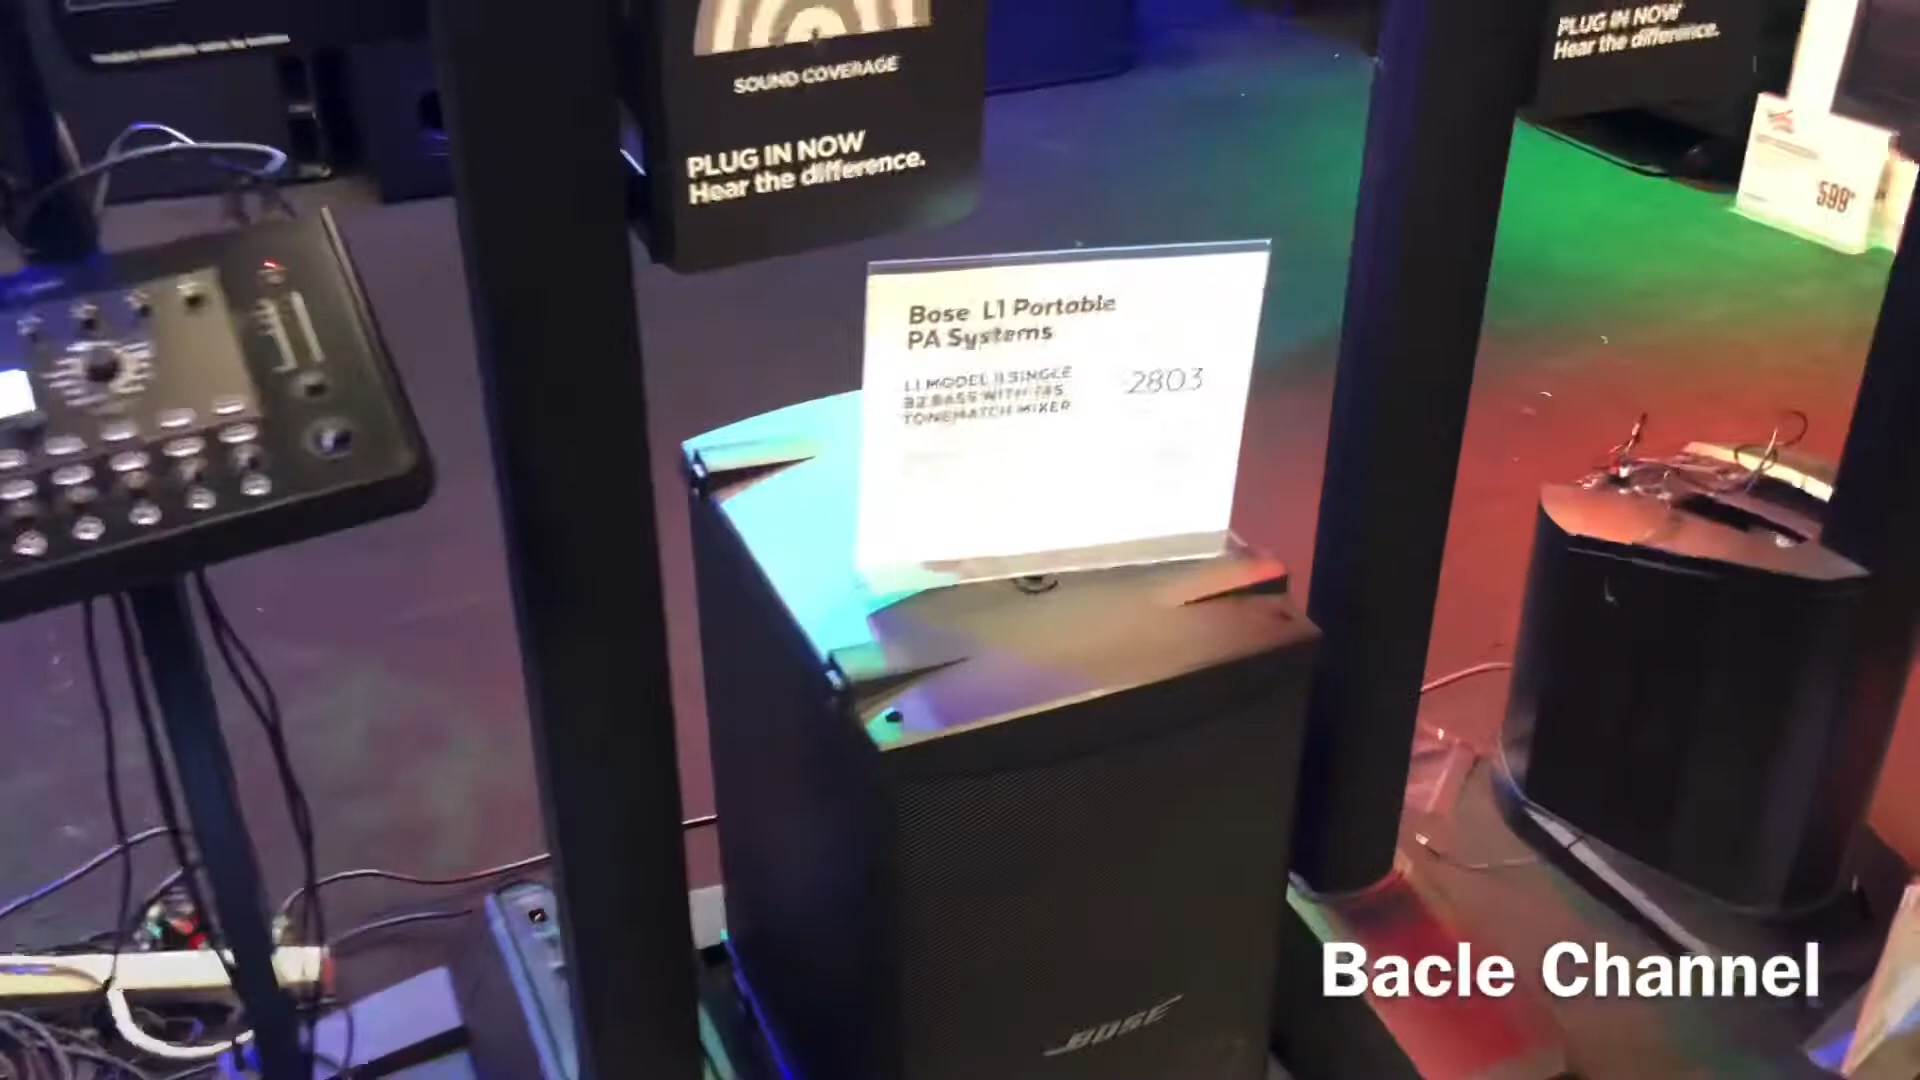 SOUND COVERAGE
PLUG IN NOW
Hear the difference.
PLUG IN NOW
Hear the difference.
599
Bose L1 Portable
PA Systems
L1 MODEL II SINGLE
B2 BASS WITH T4S
TONEMATCH MIXER
2803
BOSE
Bacle Channel